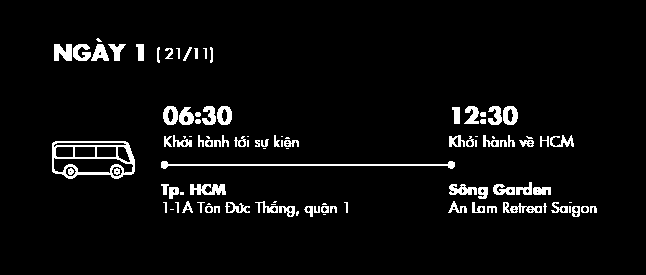 NGÀY 1 (21/11)
06:30
Khởi hành tới sự kiện
12:30
Khởi hành về HCM
Tp. HCM
1-1A Tôn Đức Thắng, quận 1
Sông Garden
An Lam Retreat Saigon